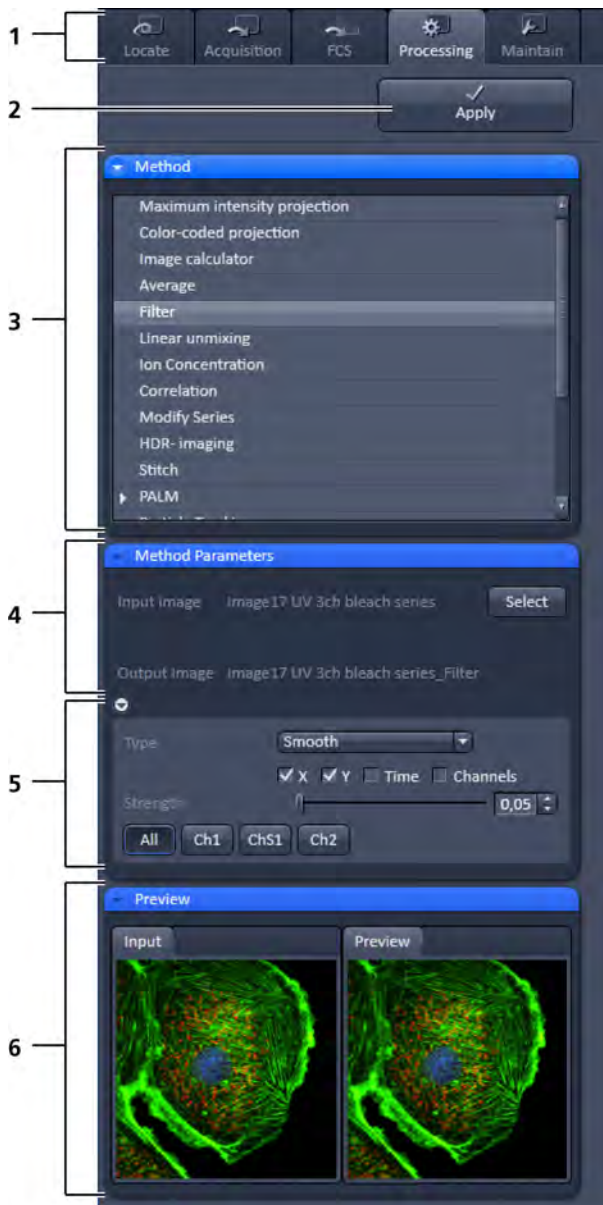 1
Locate Acquisition FCS Processing Maintain
2
Apply
3
Method
Maximum intensity projection
Color-coded projection
Image calculator
Average
Filter
Linear unmixing
Ion Concentration
Correlation
Modify Series
HDR- imaging
Stitch
PALM
4
Method Parameters
Input Image Image17 UV 3ch bleach series Select
Output Image Image17 UV 3ch bleach series_Filter
5
Type Smooth
X Y Time Channels
Strength 0,05
All Ch1 ChS1 Ch2
6
Preview
Input Preview